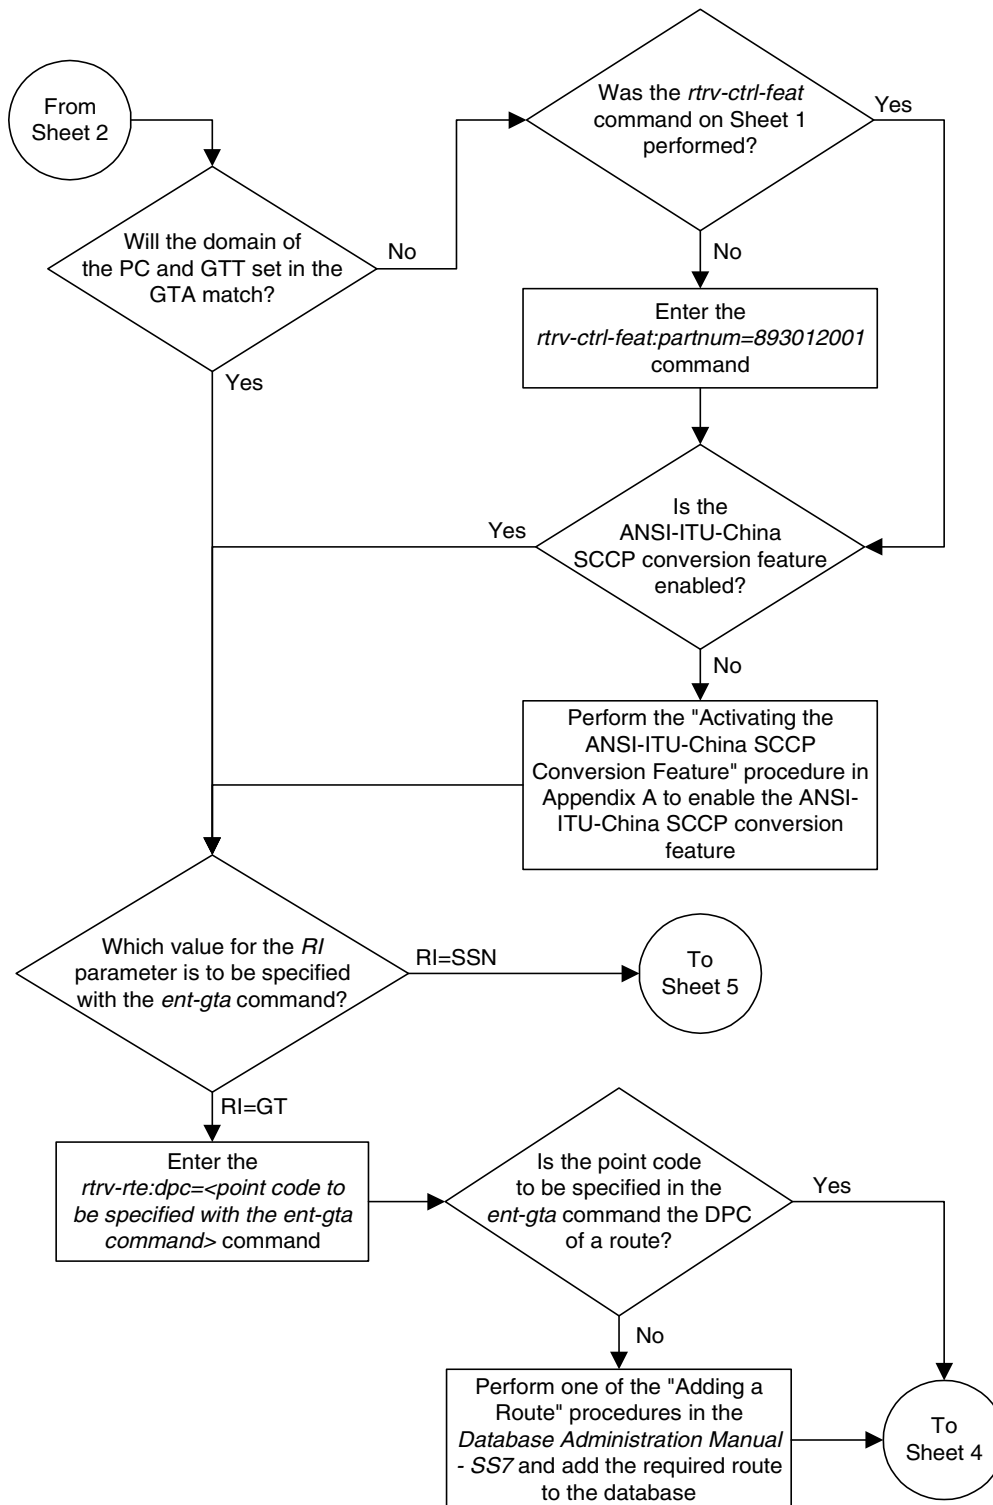 From
Sheet 2
Was the rtrv-ctrl-feat
command on Sheet 1
performed?
Yes
Will the domain of
the PC and GTT set in the
GTA match?
No
No
Enter the
rtrv-ctrl-feat:partnum=893012001
command
Yes
Is the
ANSI-ITU-China
SCCP conversion feature
enabled?
Yes
No
Perform the "Activating the
ANSI-ITU-China SCCP
Conversion Feature" procedure in
Appendix A to enable the ANSI-
ITU-China SCCP conversion
feature
Which value for the RI
parameter is to be specified
with the ent-gta command?
RI=SSN
To
Sheet 5
RI=GT
Enter the
rtrv-rte:dpc=<point code to
be specified with the ent-gta
command> command
Is the point code
to be specified in the
ent-gta command the DPC
of a route?
Yes
No
Perform one of the "Adding a
Route" procedures in the
Database Administration Manual
- SS7 and add the required route
to the database
To
Sheet 4